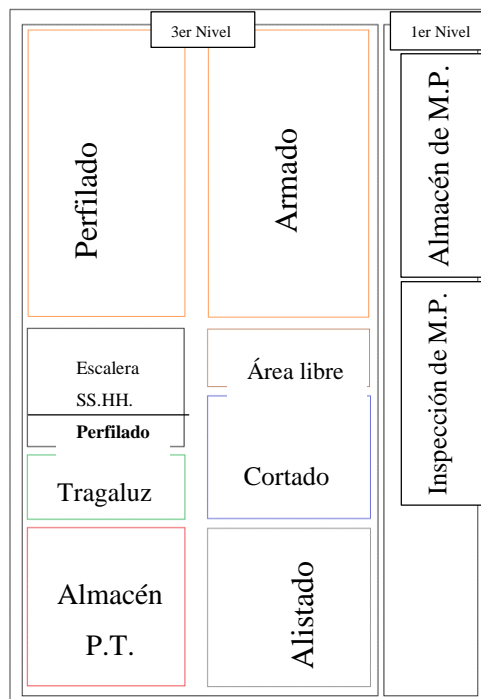 3er Nivel
1er Nivel
Perfilado
Armado
Almacén de M.P.
Inspección de M.P.
Escalera
SS.HH.
Perfilado
Área libre
Tragaluz
Cortado
Almacén
P.T.
Alistado